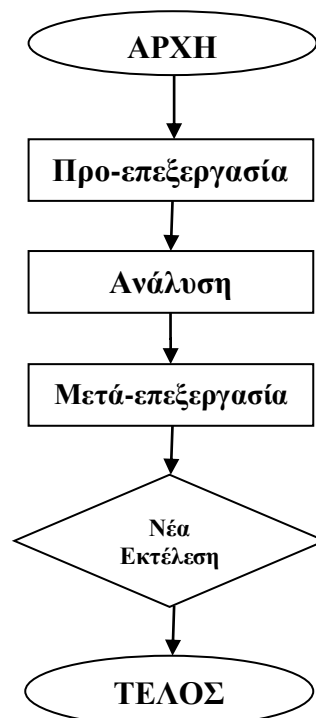 ΑΡΧΗ
Προ-επεξεργασία
Ανάλυση
Μετά-επεξεργασία
Νέα
Εκτέλεση
ΤΕΛΟΣ